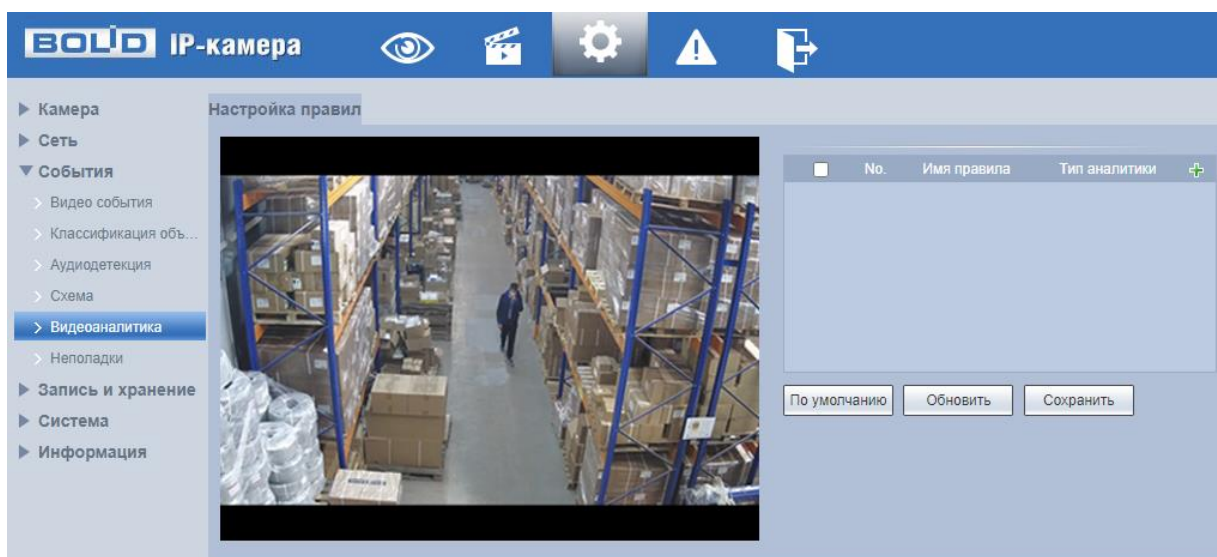 BOLID IP-камера
Камера
Сеть
События
Видео события
Классификация объ...
Аудиодетекция
Схема
Видеоаналитика
Неполадки
Запись и хранение
Система
Информация
Настройка правил
No. Имя правила Тип аналитики
По умолчанию Обновить Сохранить